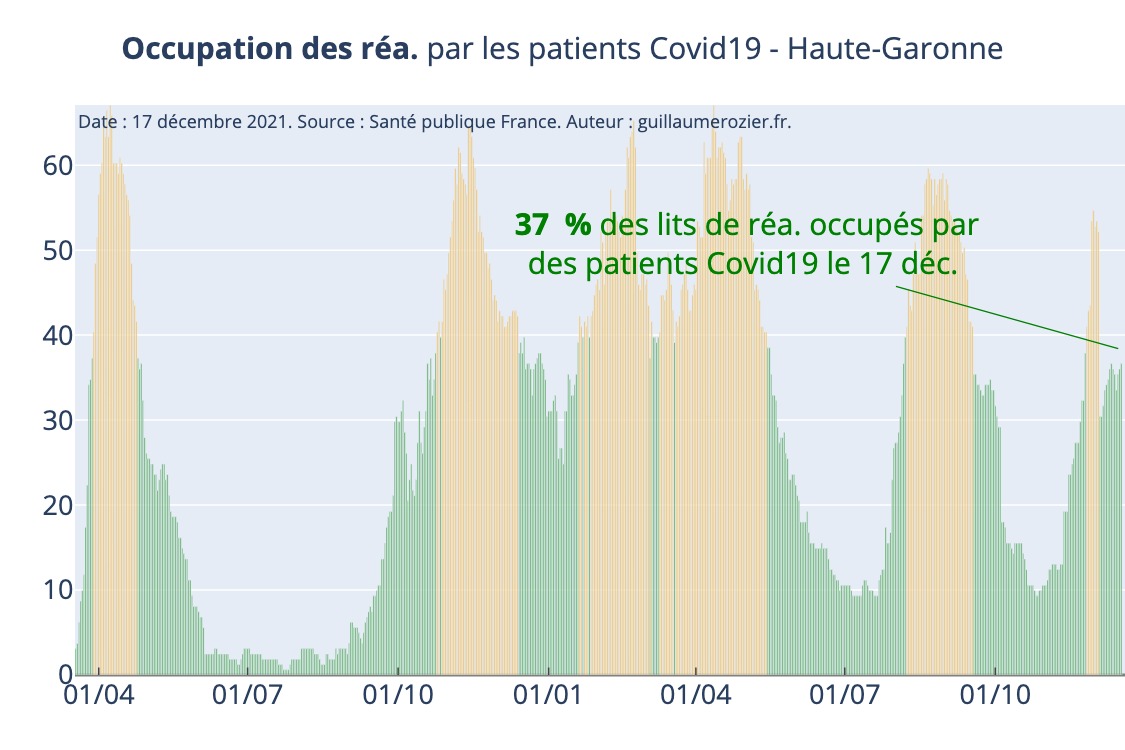 Occupation des réa. par les patients Covid19 - Haute-Garonne
Date : 17 décembre 2021. Source : Santé publique France. Auteur : guillaumerozier.fr.
37 % des lits de réa. occupés par
des patients Covid19 le 17 déc.
60
50
40
30
20
10
0
01/04 01/07 01/10 01/01 01/04 01/07 01/10